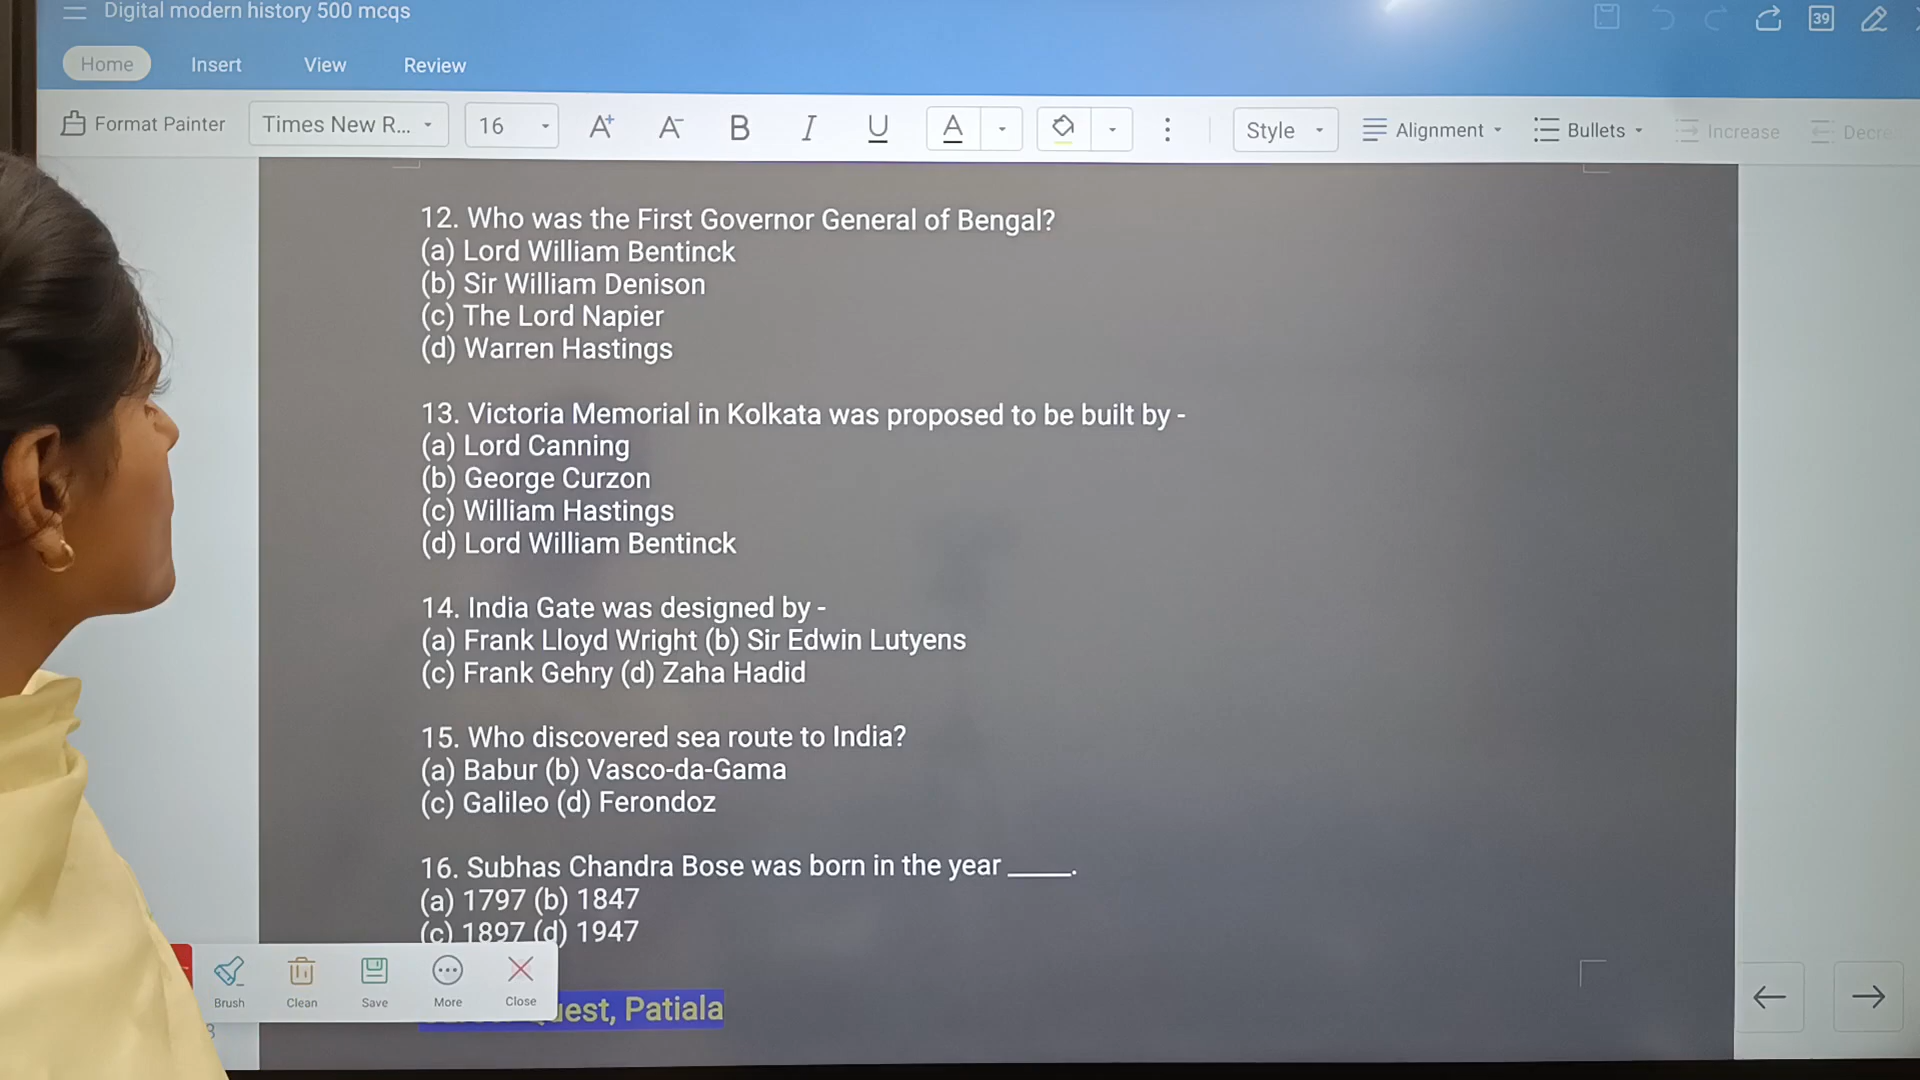 Digital modern history 500 mcqs
39
Home Insert View Review
Format Painter Times New R... 16 A+ A- B I U A Style Alignment Bullets Increase
12. Who was the First Governor General of Bengal?
(a) Lord William Bentinck
(b) Sir William Denison
(c) The Lord Napier
(d) Warren Hastings
13. Victoria Memorial in Kolkata was proposed to be built by -
(a) Lord Canning
(b) George Curzon
(c) William Hastings
(d) Lord William Bentinck
14. India Gate was designed by -
(a) Frank Lloyd Wright (b) Sir Edwin Lutyens
(c) Frank Gehry (d) Zaha Hadid
15. Who discovered sea route to India?
(a) Babur (b) Vasco-da-Gama
(c) Galileo (d) Ferondoz
16. Subhas Chandra Bose was born in the year _____.
(a) 1797 (b) 1847
(c) 1897 (d) 1947
Brush Clean Save More Close
Patiala